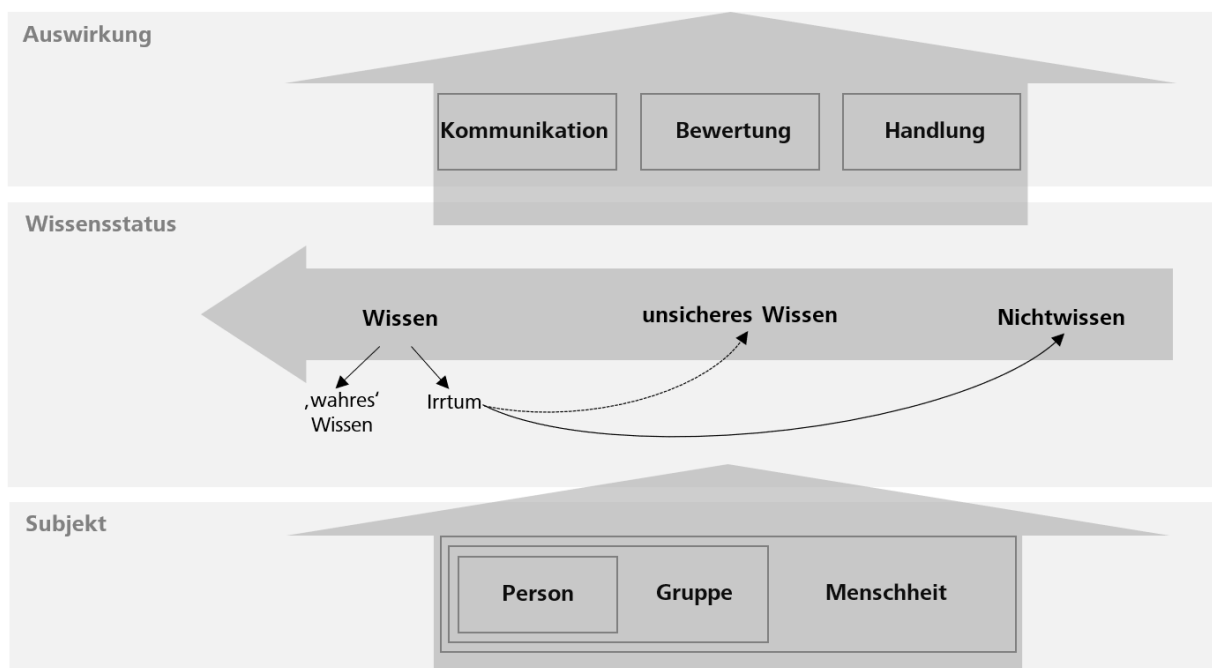 Auswirkung
Kommunikation
Bewertung
Handlung
Wissensstatus
Wissen
unsicheres Wissen
Nichtwissen
‚wahres‘
Wissen
Irrtum
Subjekt
Person
Gruppe
Menschheit